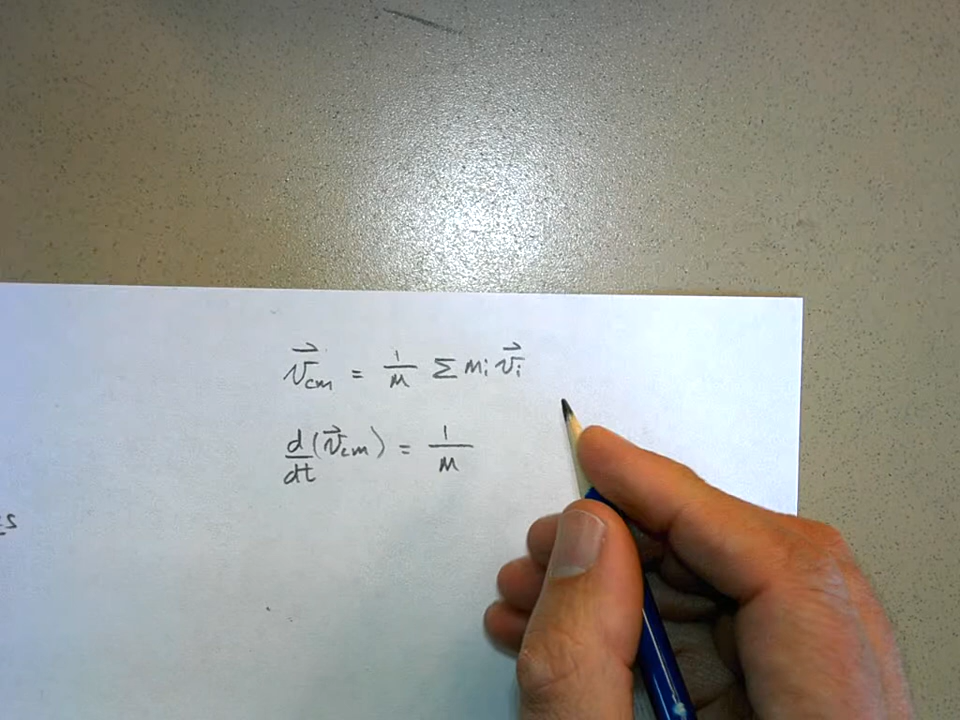 v⃗cm = 1/M Σ mi v⃗i
d/dt (v⃗cm) = 1/M